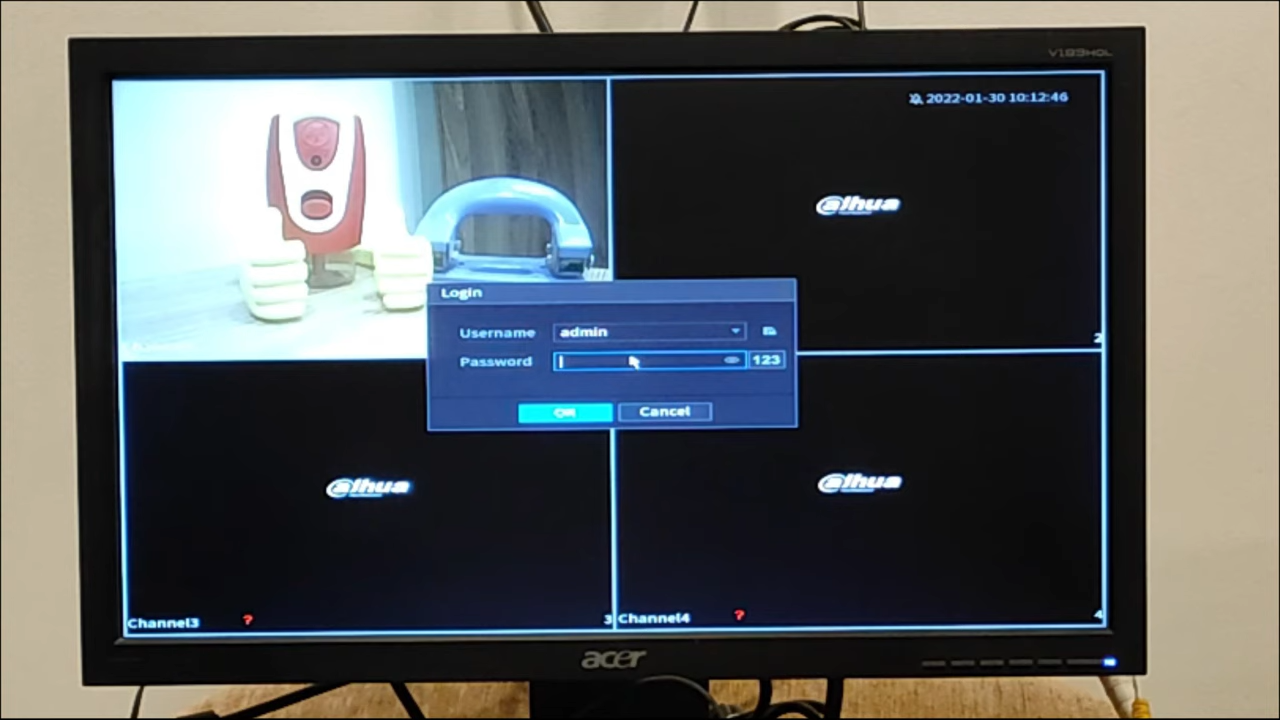 V193HQL
2022-01-30 10:12:46
alhua
2
Login
Username admin
Password 123
OK Cancel
alhua
alhua
Channel3 ? 3
Channel4 ? 4
acer